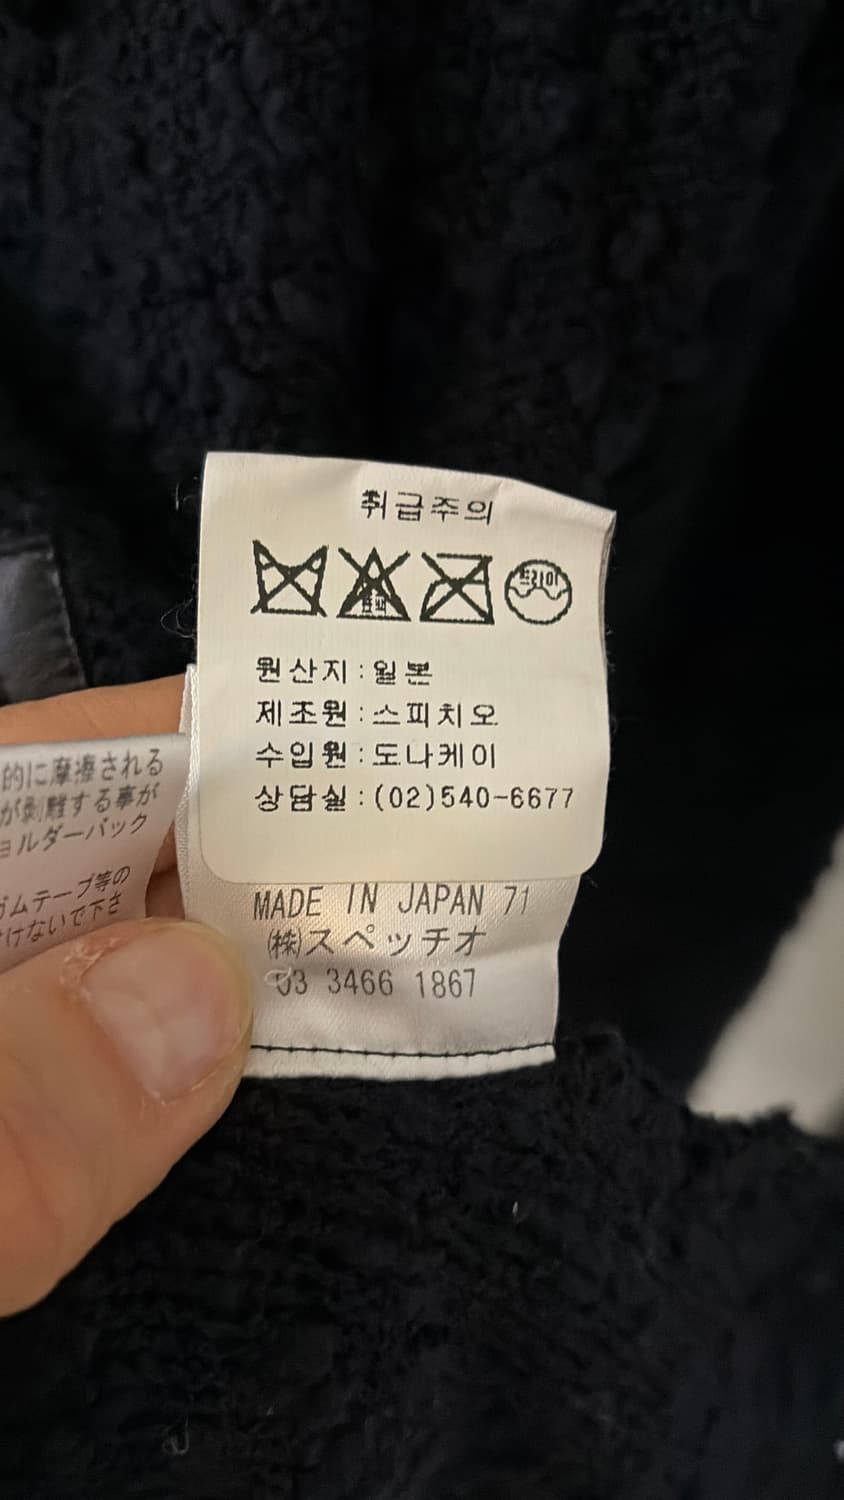 취급주의
표백
드라이
원산지:일본
제조원:스피치오
수입원:도나케이
상담실:(02)540-6677
MADE IN JAPAN 71
㈱スペッチオ
03 3466 1867
的に摩擦される
が剥離する事が
ョルダーバック
ガムテープ等の
けないで下さ